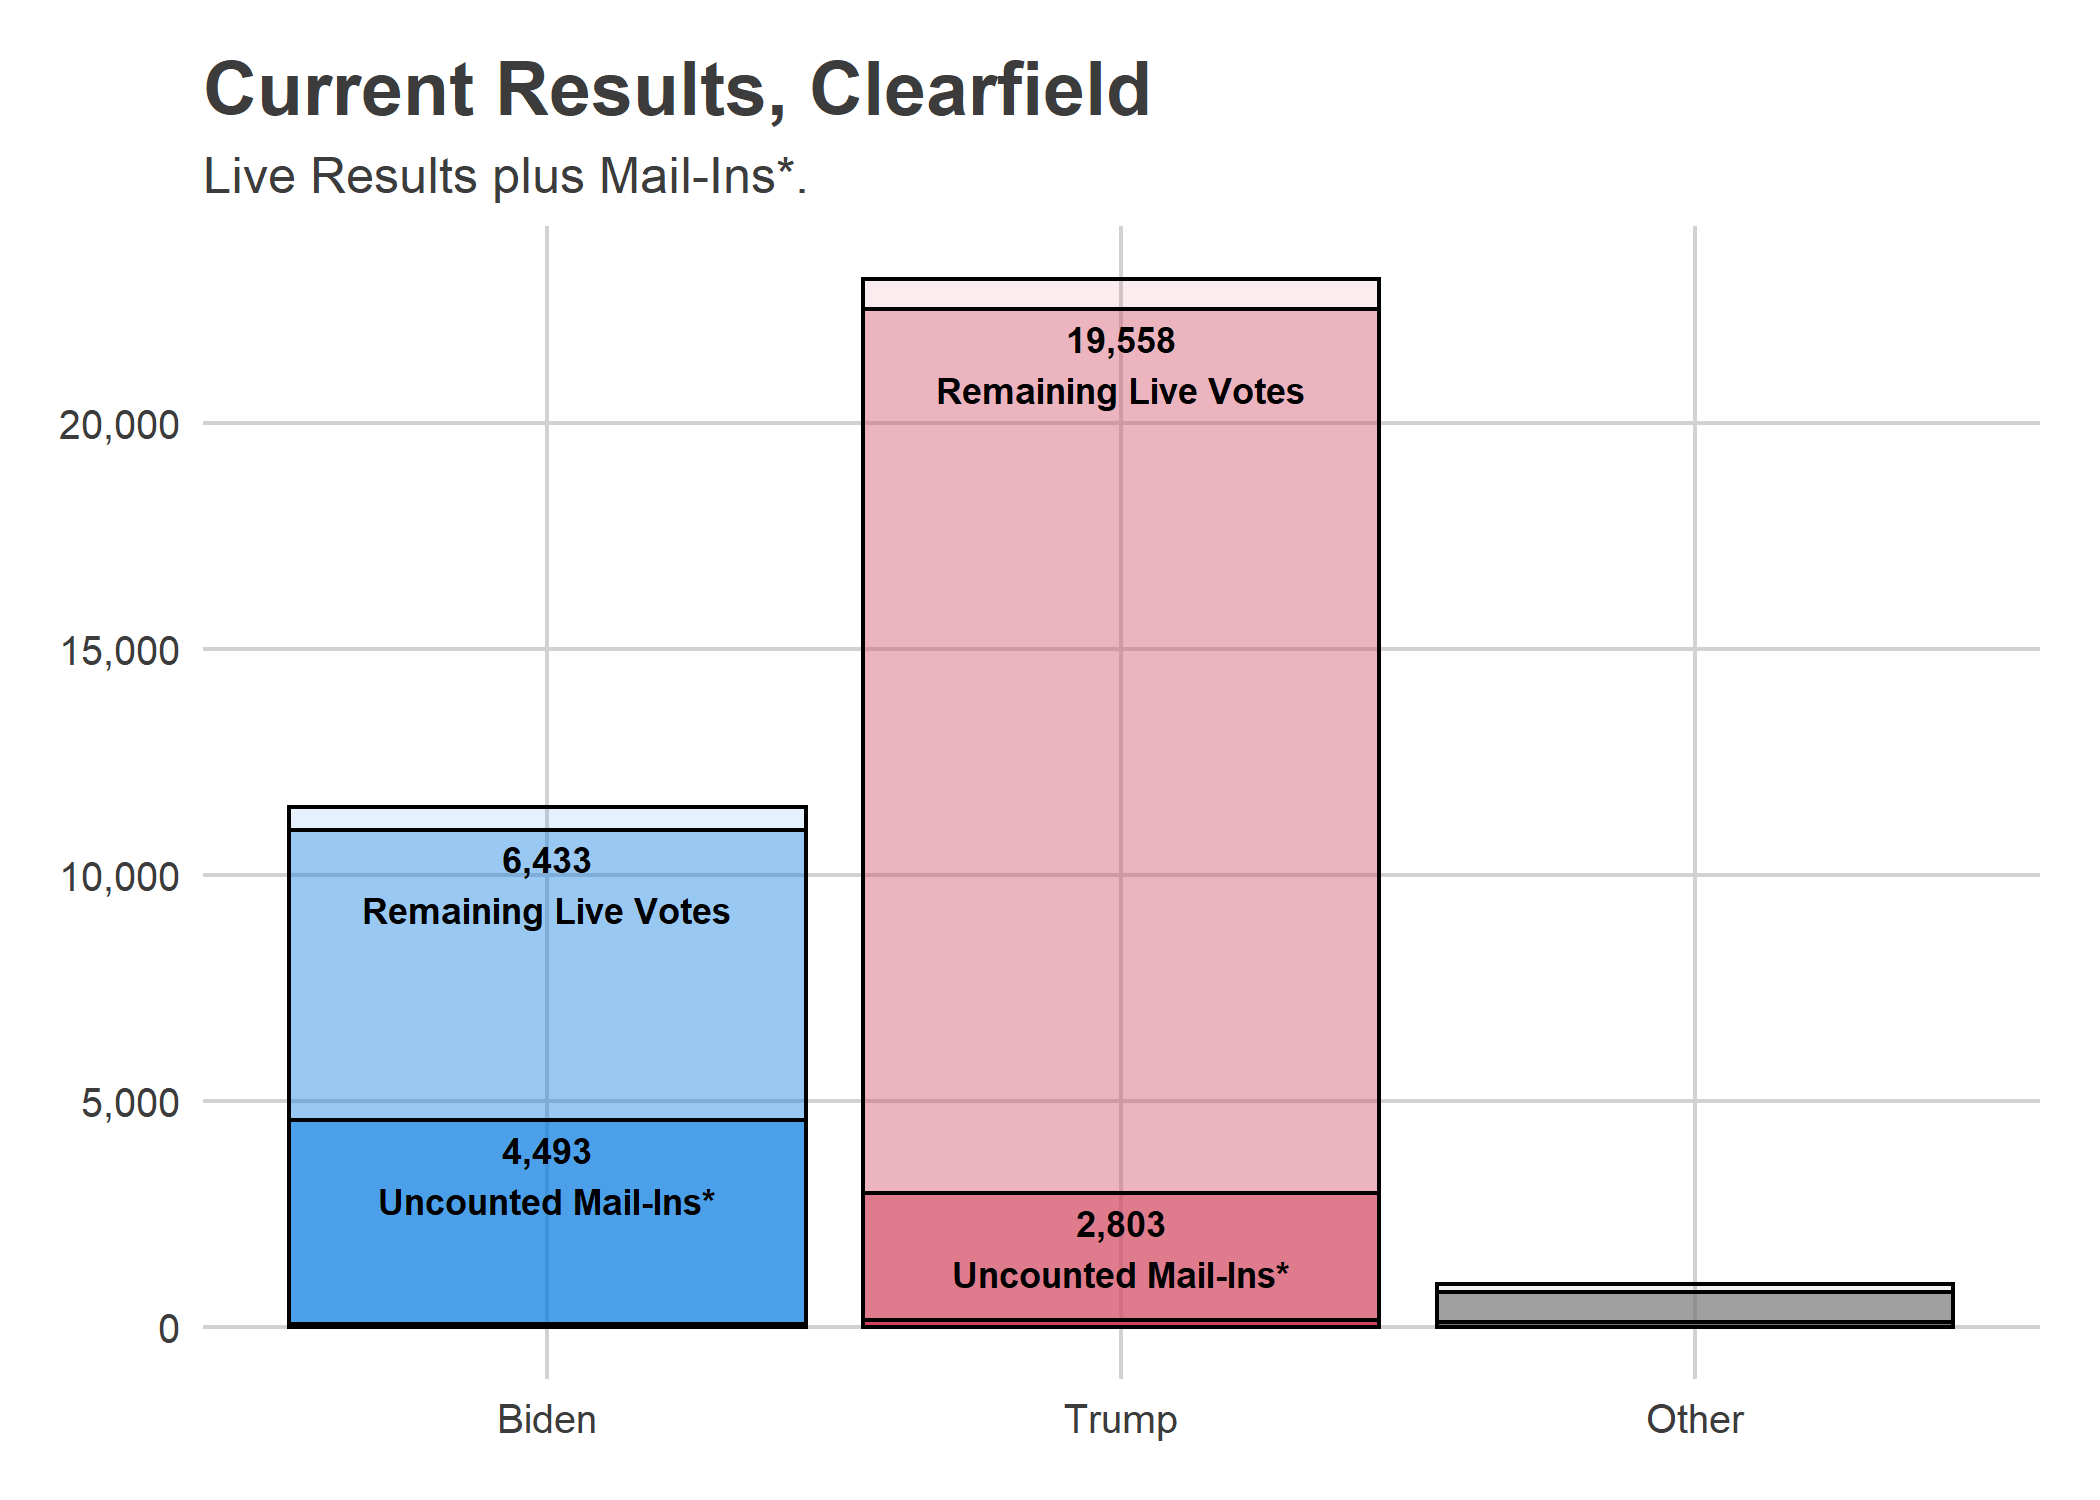 Current Results, Clearfield
Live Results plus Mail-Ins*.
19,558
Remaining Live Votes
20,000
15,000
6,433
10,000
Remaining Live Votes
5,000
4,493
Uncounted Mail-Ins*
2,803
Uncounted Mail-Ins*
0
Biden
Trump
Other